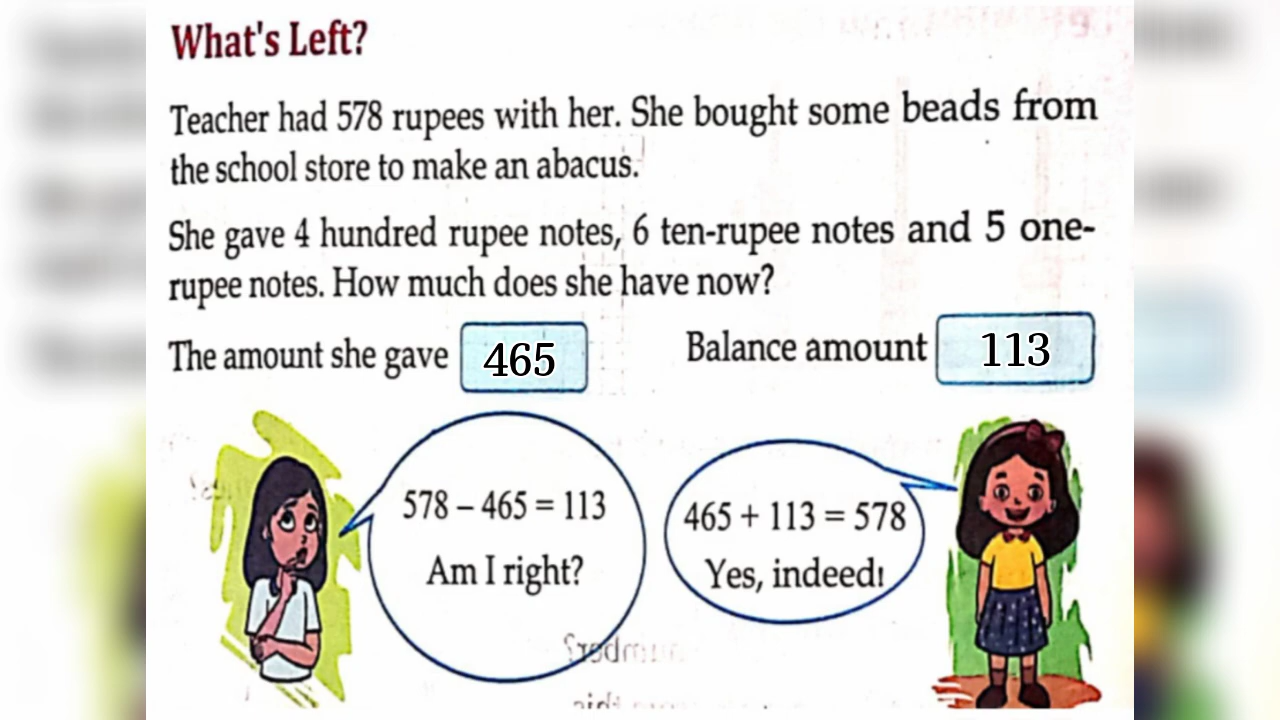 What's Left?
Teacher had 578 rupees with her. She bought some beads from
the school store to make an abacus.
She gave 4 hundred rupee notes, 6 ten-rupee notes and 5 one-
rupee notes. How much does she have now?
The amount she gave 465 Balance amount 113
578 – 465 = 113
Am I right?
465 + 113 = 578
Yes, indeed!